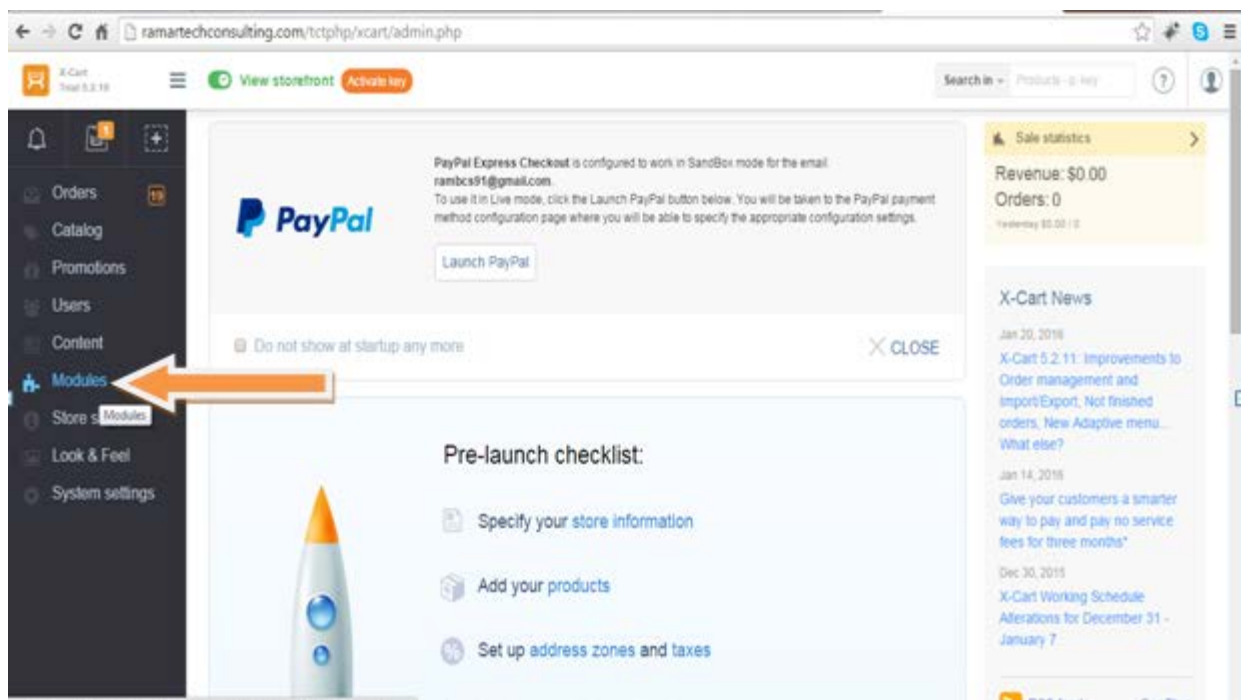 ramartechconsulting.com/tctphp/xcart/admin.php
X-Cart
View storefront
Activate key
Search in
?
1
Orders
Catalog
Promotions
Users
Content
Modules
Store s
Modules
Look & Feel
System settings
PayPal
PayPal Express Checkout is configured to work in SandBox mode for the email
rambcs91@gmail.com.
To use it in Live mode, click the Launch PayPal button below. You will be taken to the PayPal payment
method configuration page where you will be able to specify the appropriate configuration settings.
Launch PayPal
Do not show at startup any more
CLOSE
Pre-launch checklist:
Specify your store information
Add your products
Set up address zones and taxes
Sale statistics
Revenue: $0.00
Orders: 0
Yesterday $0.00 / 0
X-Cart News
Jan 20, 2016
X-Cart 5.2.11: Improvements to
Order management and
Import/Export, Not finished
orders, New Adaptive menu...
What else?
Jan 14, 2016
Give your customers a smarter
way to pay and pay no service
fees for three months*
Dec 30, 2015
X-Cart Working Schedule
Alterations for December 31 -
January 7